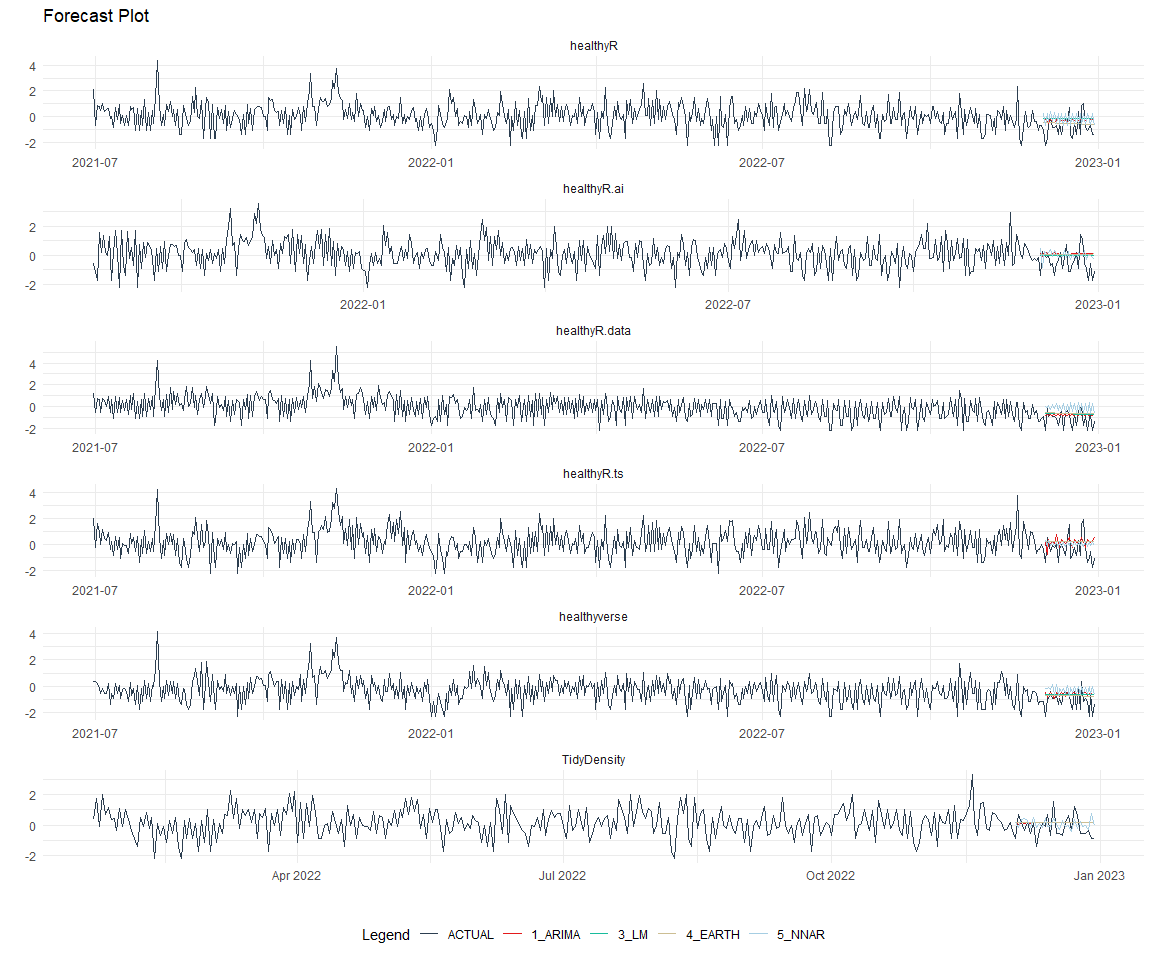 Forecast Plot
healthyR
4
2
0
-2
2021-07 2022-01 2022-07 2023-01
healthyR.ai
2
0
-2
2022-01 2022-07 2023-01
healthyR.data
4
2
0
-2
2021-07 2022-01 2022-07 2023-01
healthyR.ts
4
2
0
-2
2021-07 2022-01 2022-07 2023-01
healthyverse
4
2
0
-2
2021-07 2022-01 2022-07 2023-01
TidyDensity
2
0
-2
Apr 2022 Jul 2022 Oct 2022 Jan 2023
Legend ACTUAL 1_ARIMA 3_LM 4_EARTH 5_NNAR